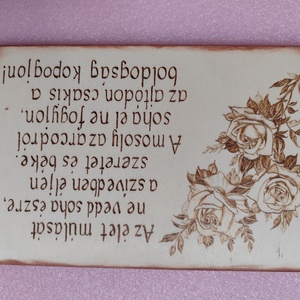 Az élet múlását
ne vedd soha észre,
a szívedben éljen
szeretet és béke.
A mosoly az arcodról
soha el ne fogyjon,
az ajtódon csakis a
boldogság kopogjon!